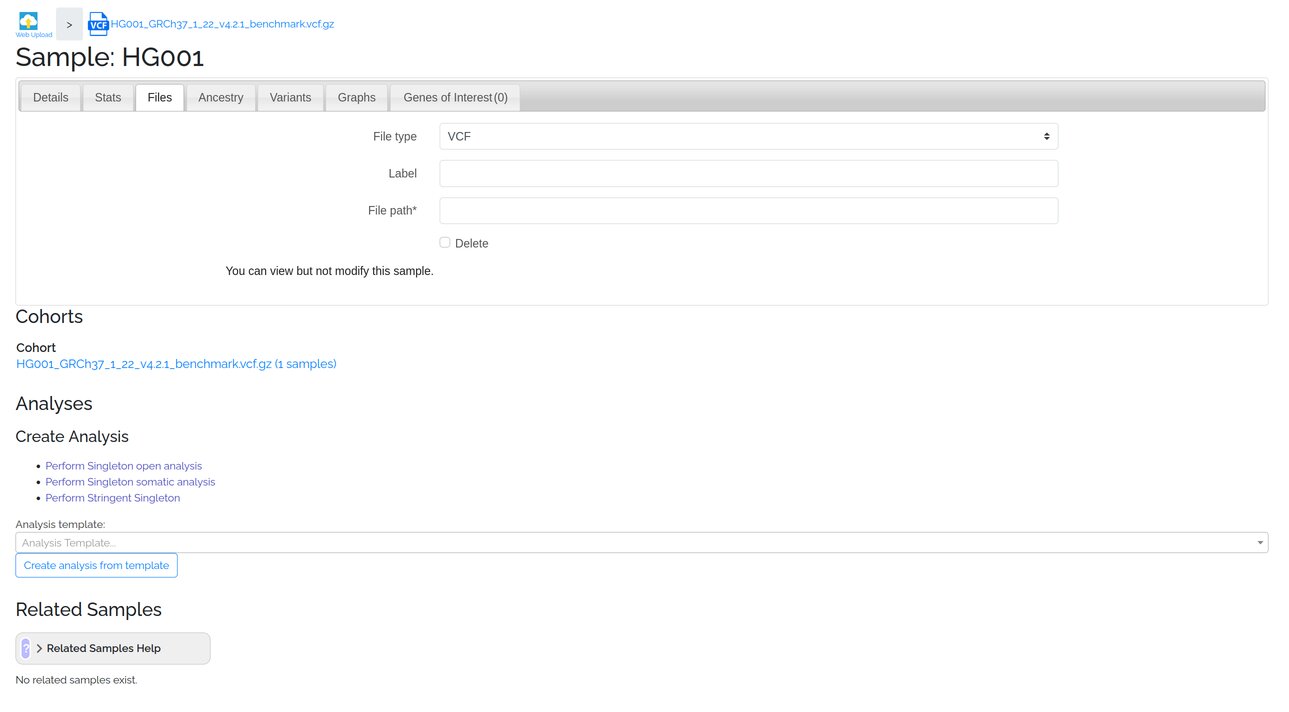 Web Upload > VCF HG001_GRCh37_1_22_v4.2.1_benchmark.vcf.gz
Sample: HG001
Details Stats Files Ancestry Variants Graphs Genes of Interest (0)
File type VCF
Label
File path*
Delete
You can view but not modify this sample.
Cohorts
Cohort
HG001_GRCh37_1_22_v4.2.1_benchmark.vcf.gz (1 samples)
Analyses
Create Analysis
• Perform Singleton open analysis
• Perform Singleton somatic analysis
• Perform Stringent Singleton
Analysis template:
Analysis Template...
Create analysis from template
Related Samples
? > Related Samples Help
No related samples exist.